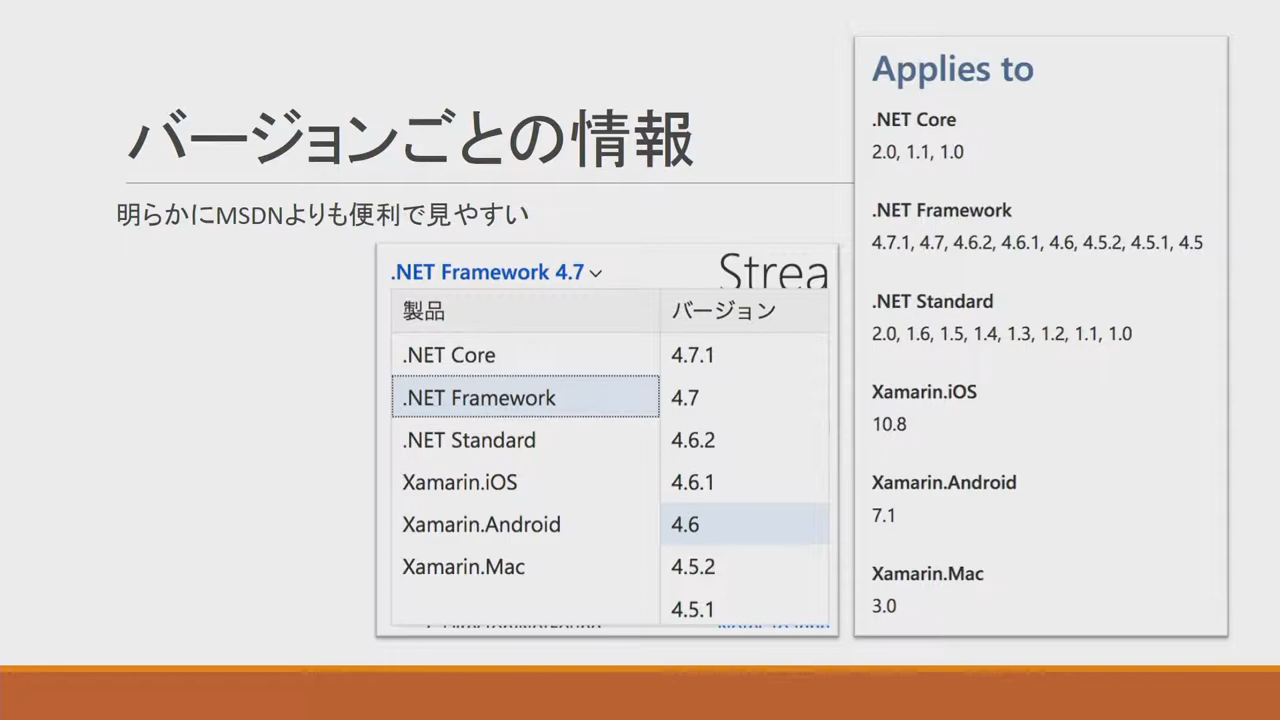 バージョンごとの情報
明らかにMSDNよりも便利で見やすい
.NET Framework 4.7
Strea
製品 バージョン
.NET Core 4.7.1
.NET Framework 4.7
.NET Standard 4.6.2
Xamarin.iOS 4.6.1
Xamarin.Android 4.6
Xamarin.Mac 4.5.2
4.5.1
Applies to
.NET Core
2.0, 1.1, 1.0
.NET Framework
4.7.1, 4.7, 4.6.2, 4.6.1, 4.6, 4.5.2, 4.5.1, 4.5
.NET Standard
2.0, 1.6, 1.5, 1.4, 1.3, 1.2, 1.1, 1.0
Xamarin.iOS
10.8
Xamarin.Android
7.1
Xamarin.Mac
3.0